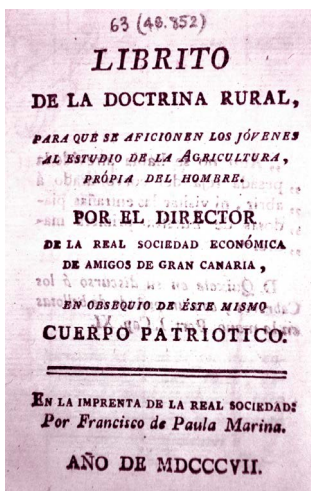 63 (46.852)
LIBRITO
DE LA DOCTRINA RURAL,
PARA QUE SE AFICIONEN LOS JÓVENES
AL ESTUDIO DE LA AGRICULTURA,
PRÓPIA DEL HOMBRE.
POR EL DIRECTOR
DE LA REAL SOCIEDAD ECONÓMICA
DE AMIGOS DE GRAN CANARIA,
EN OBSEQUIO DE ÉSTE MISMO
CUERPO PATRIOTICO.
EN LA IMPRENTA DE LA REAL SOCIEDAD:
Por Francisco de Paula Marina.
AÑO DE MDCCCVII.